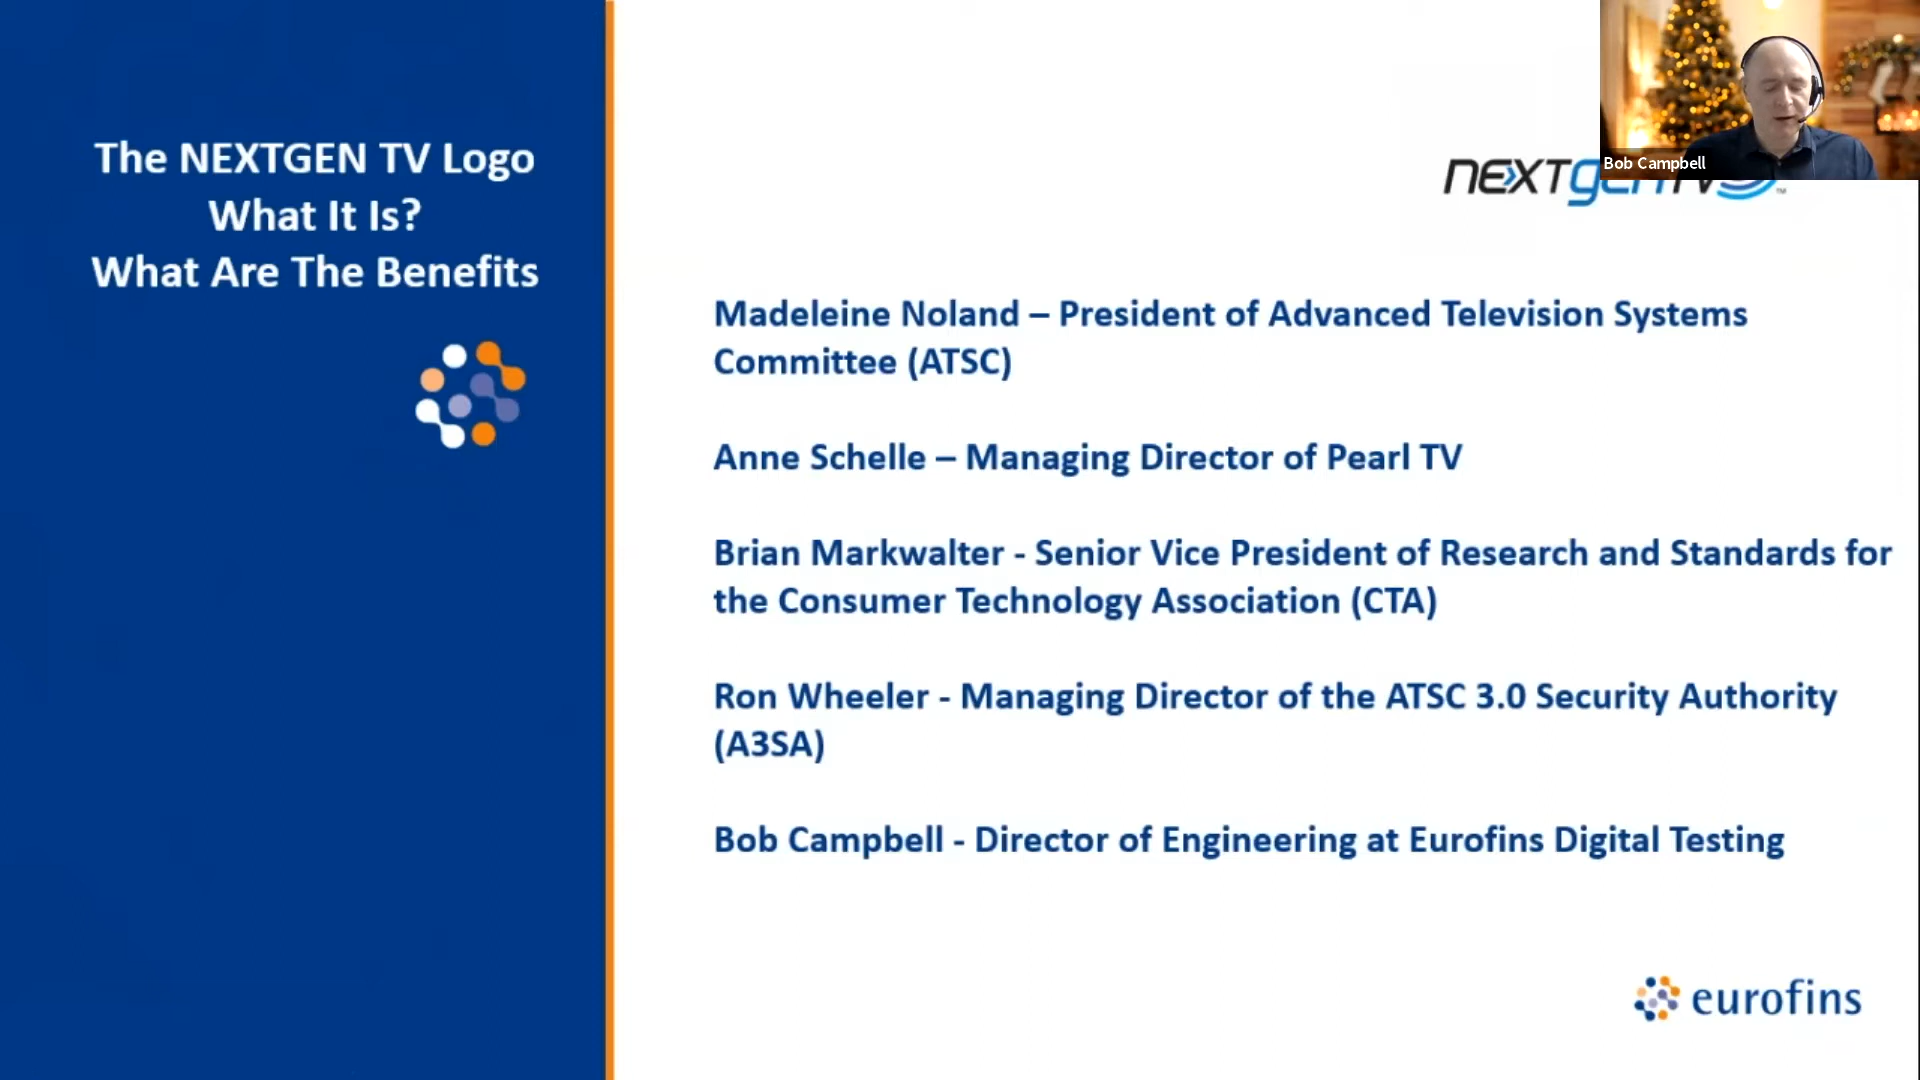 The NEXTGEN TV Logo
What It Is?
What Are The Benefits
Bob Campbell
NEXTGENTV
™
Madeleine Noland – President of Advanced Television Systems
Committee (ATSC)
Anne Schelle – Managing Director of Pearl TV
Brian Markwalter - Senior Vice President of Research and Standards for
the Consumer Technology Association (CTA)
Ron Wheeler - Managing Director of the ATSC 3.0 Security Authority
(A3SA)
Bob Campbell - Director of Engineering at Eurofins Digital Testing
eurofins